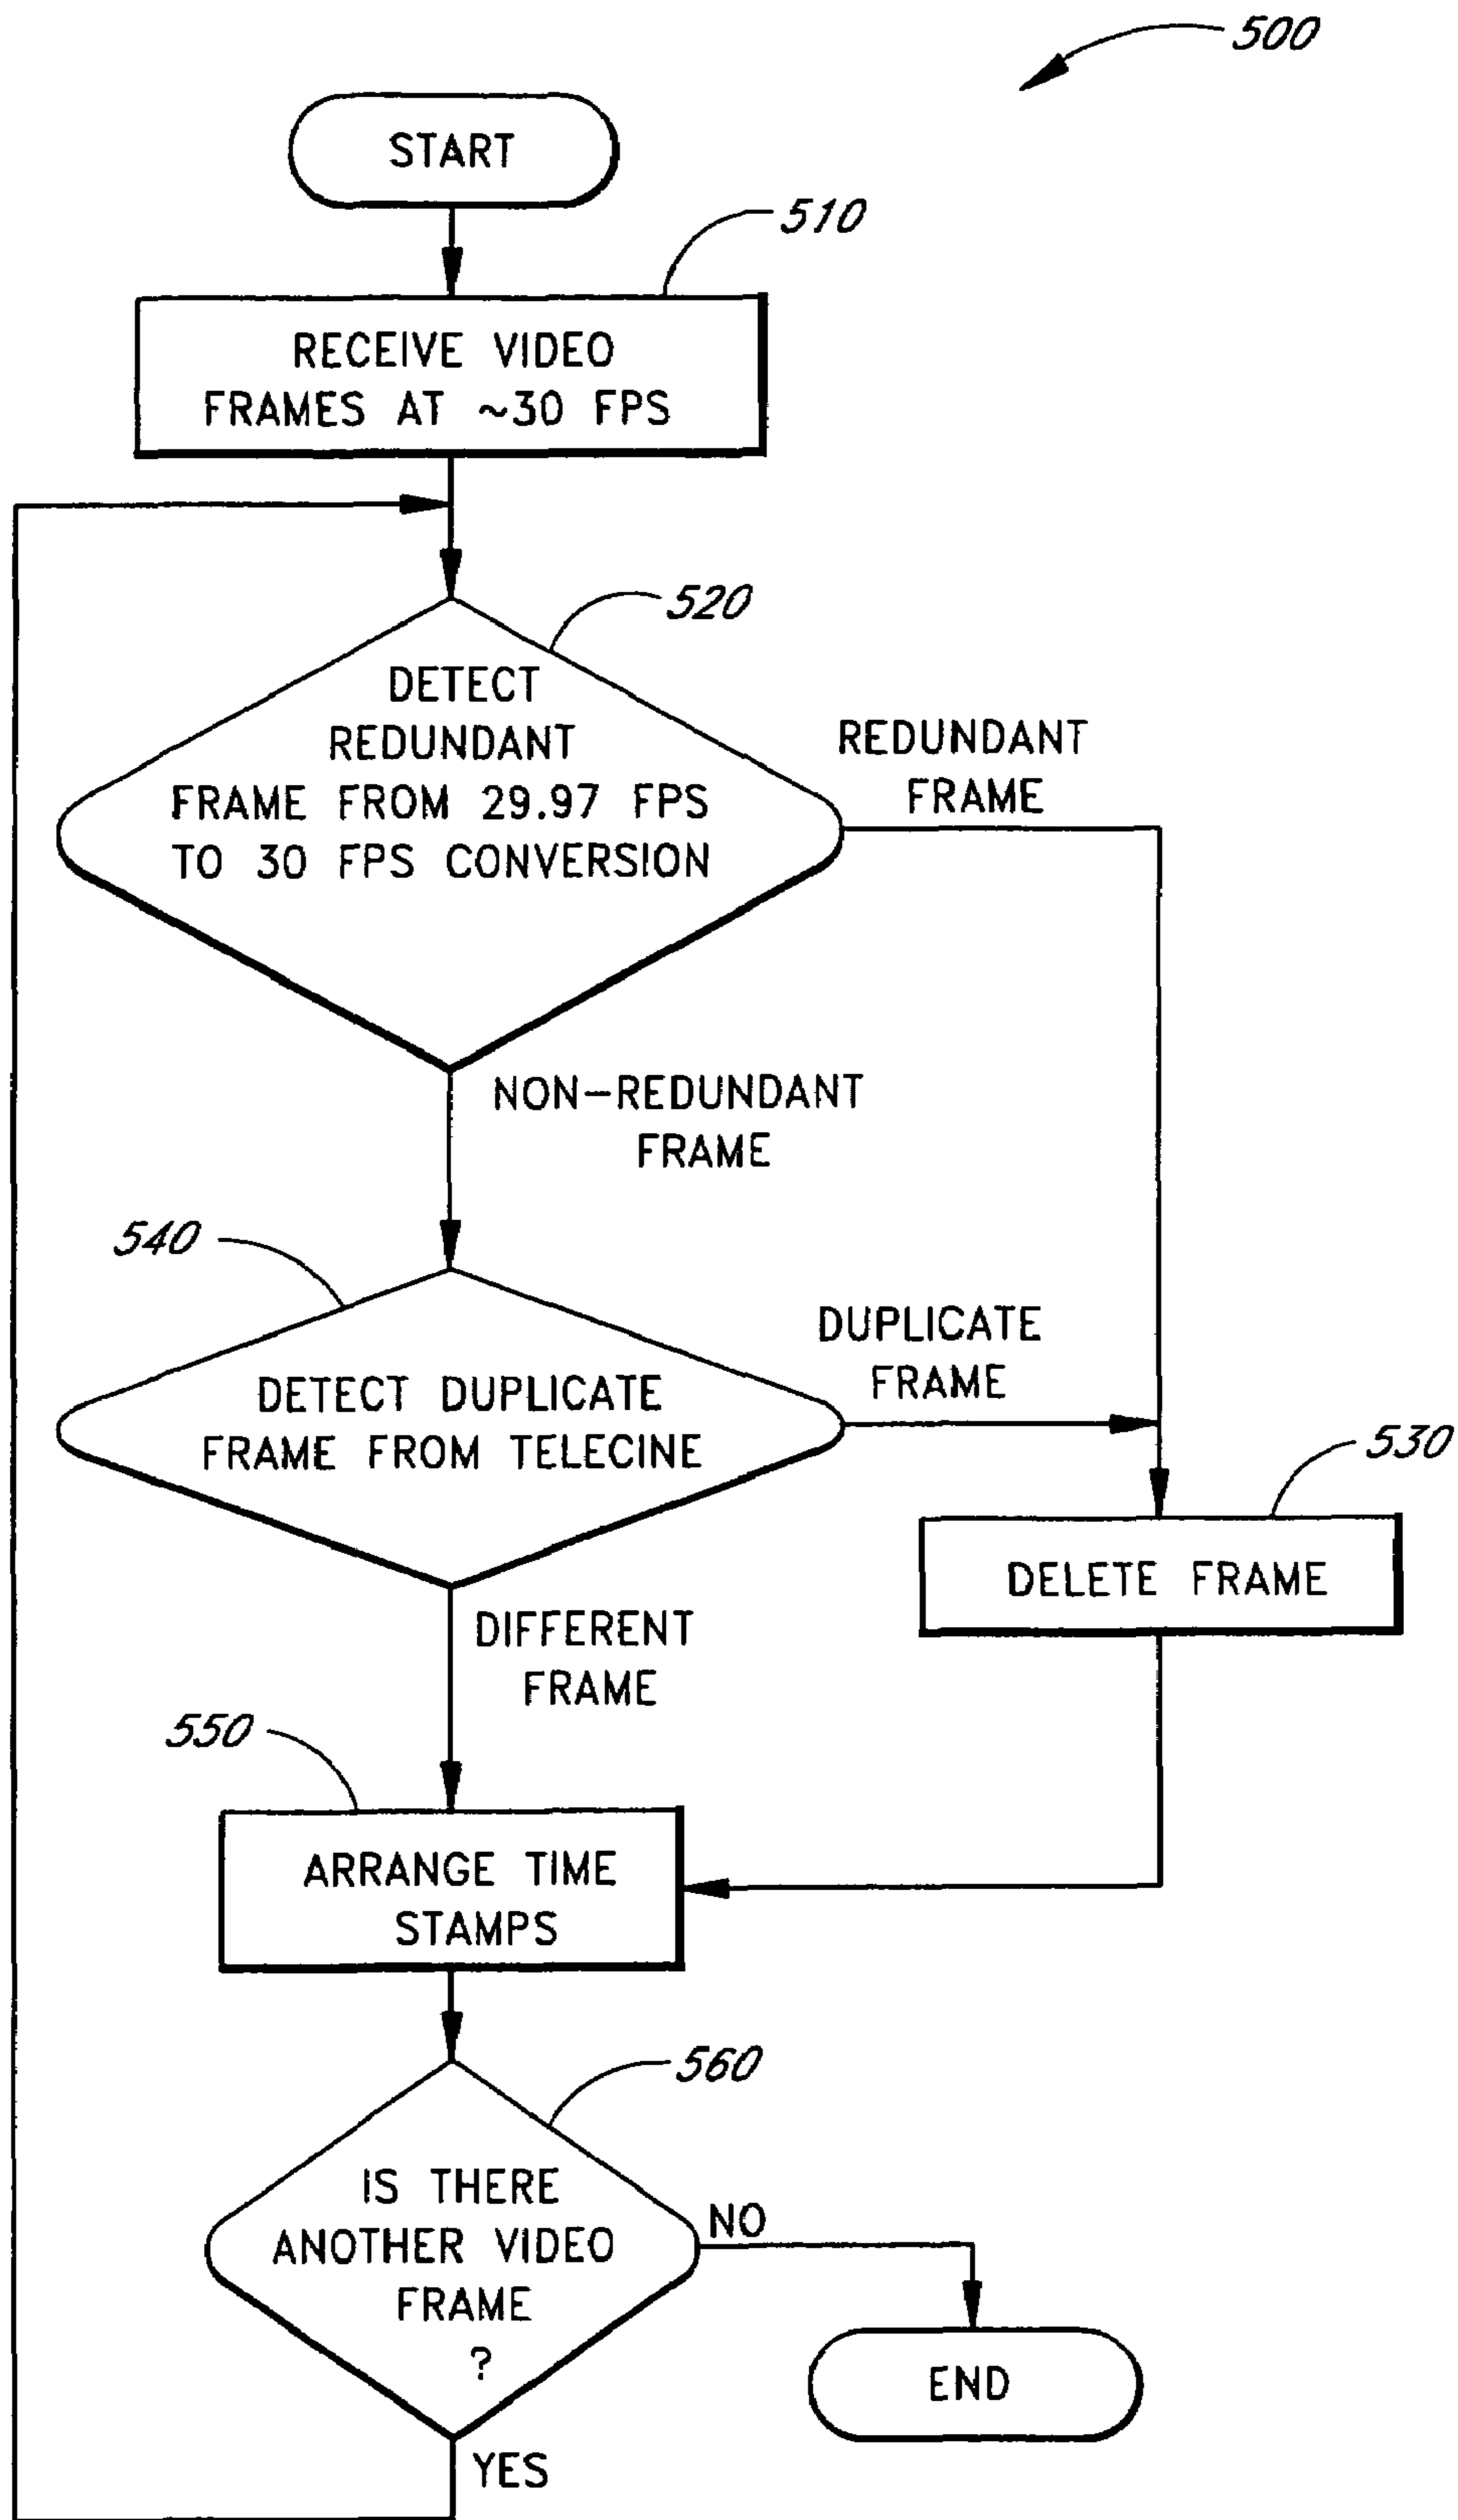 500
START
510
RECEIVE VIDEO
FRAMES AT ~30 FPS
520
DETECT
REDUNDANT
FRAME FROM 29.97 FPS
TO 30 FPS CONVERSION
REDUNDANT
FRAME
NON-REDUNDANT
FRAME
540
DETECT DUPLICATE
FRAME FROM TELECINE
DUPLICATE
FRAME
530
DELETE FRAME
DIFFERENT
FRAME
550
ARRANGE TIME
STAMPS
560
IS THERE
ANOTHER VIDEO
FRAME
?
NO
END
YES